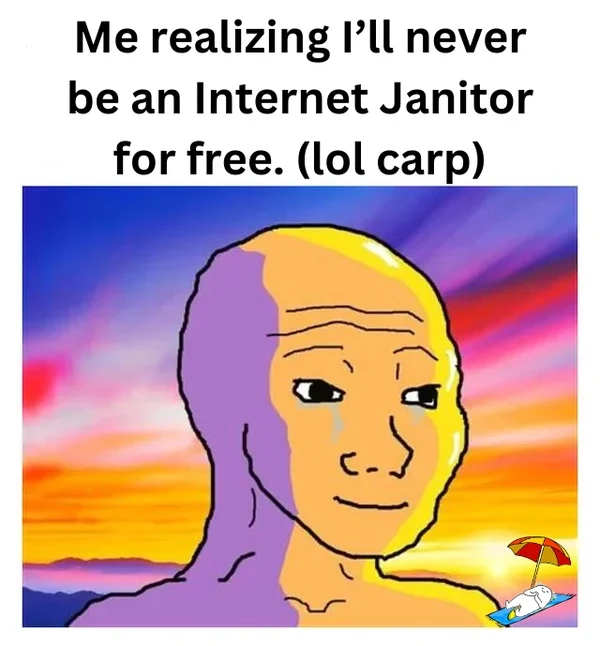 Me realizing I’ll never
be an Internet Janitor
for free. (lol carp)